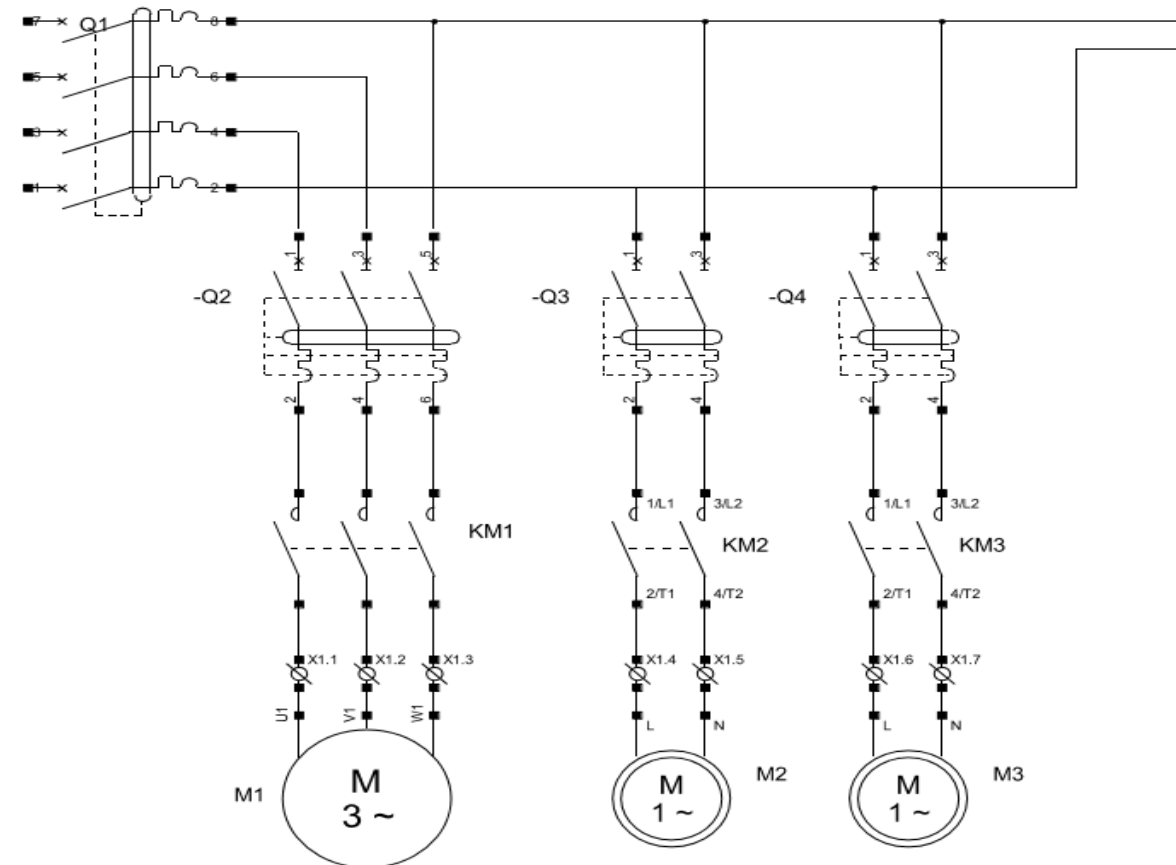 7 Q1 8
5 6
3 4
1 2
1 3 5 1 3 1 3
-Q2 -Q3 -Q4
2 4 6 2 4 2 4
1/L1 3/L2 1/L1 3/L2
KM1 KM2 KM3
2/T1 4/T2 2/T1 4/T2
X1.1 X1.2 X1.3 X1.4 X1.5 X1.6 X1.7
U1 V1 W1 L N L N
M1 M M M2 M M3
3 ~ 1 ~ 1 ~